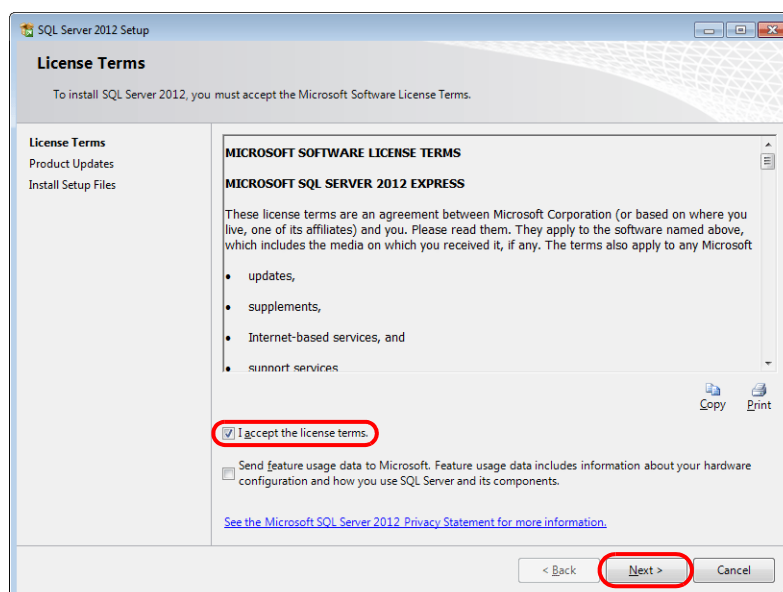 SQL Server 2012 Setup
License Terms
To install SQL Server 2012, you must accept the Microsoft Software License Terms.
License Terms
Product Updates
Install Setup Files
MICROSOFT SOFTWARE LICENSE TERMS
MICROSOFT SQL SERVER 2012 EXPRESS
These license terms are an agreement between Microsoft Corporation (or based on where you
live, one of its affiliates) and you. Please read them. They apply to the software named above,
which includes the media on which you received it, if any. The terms also apply to any Microsoft
• updates,
• supplements,
• Internet-based services, and
• support services
Copy Print
I accept the license terms.
Send feature usage data to Microsoft. Feature usage data includes information about your hardware
configuration and how you use SQL Server and its components.
See the Microsoft SQL Server 2012 Privacy Statement for more information.
< Back Next > Cancel